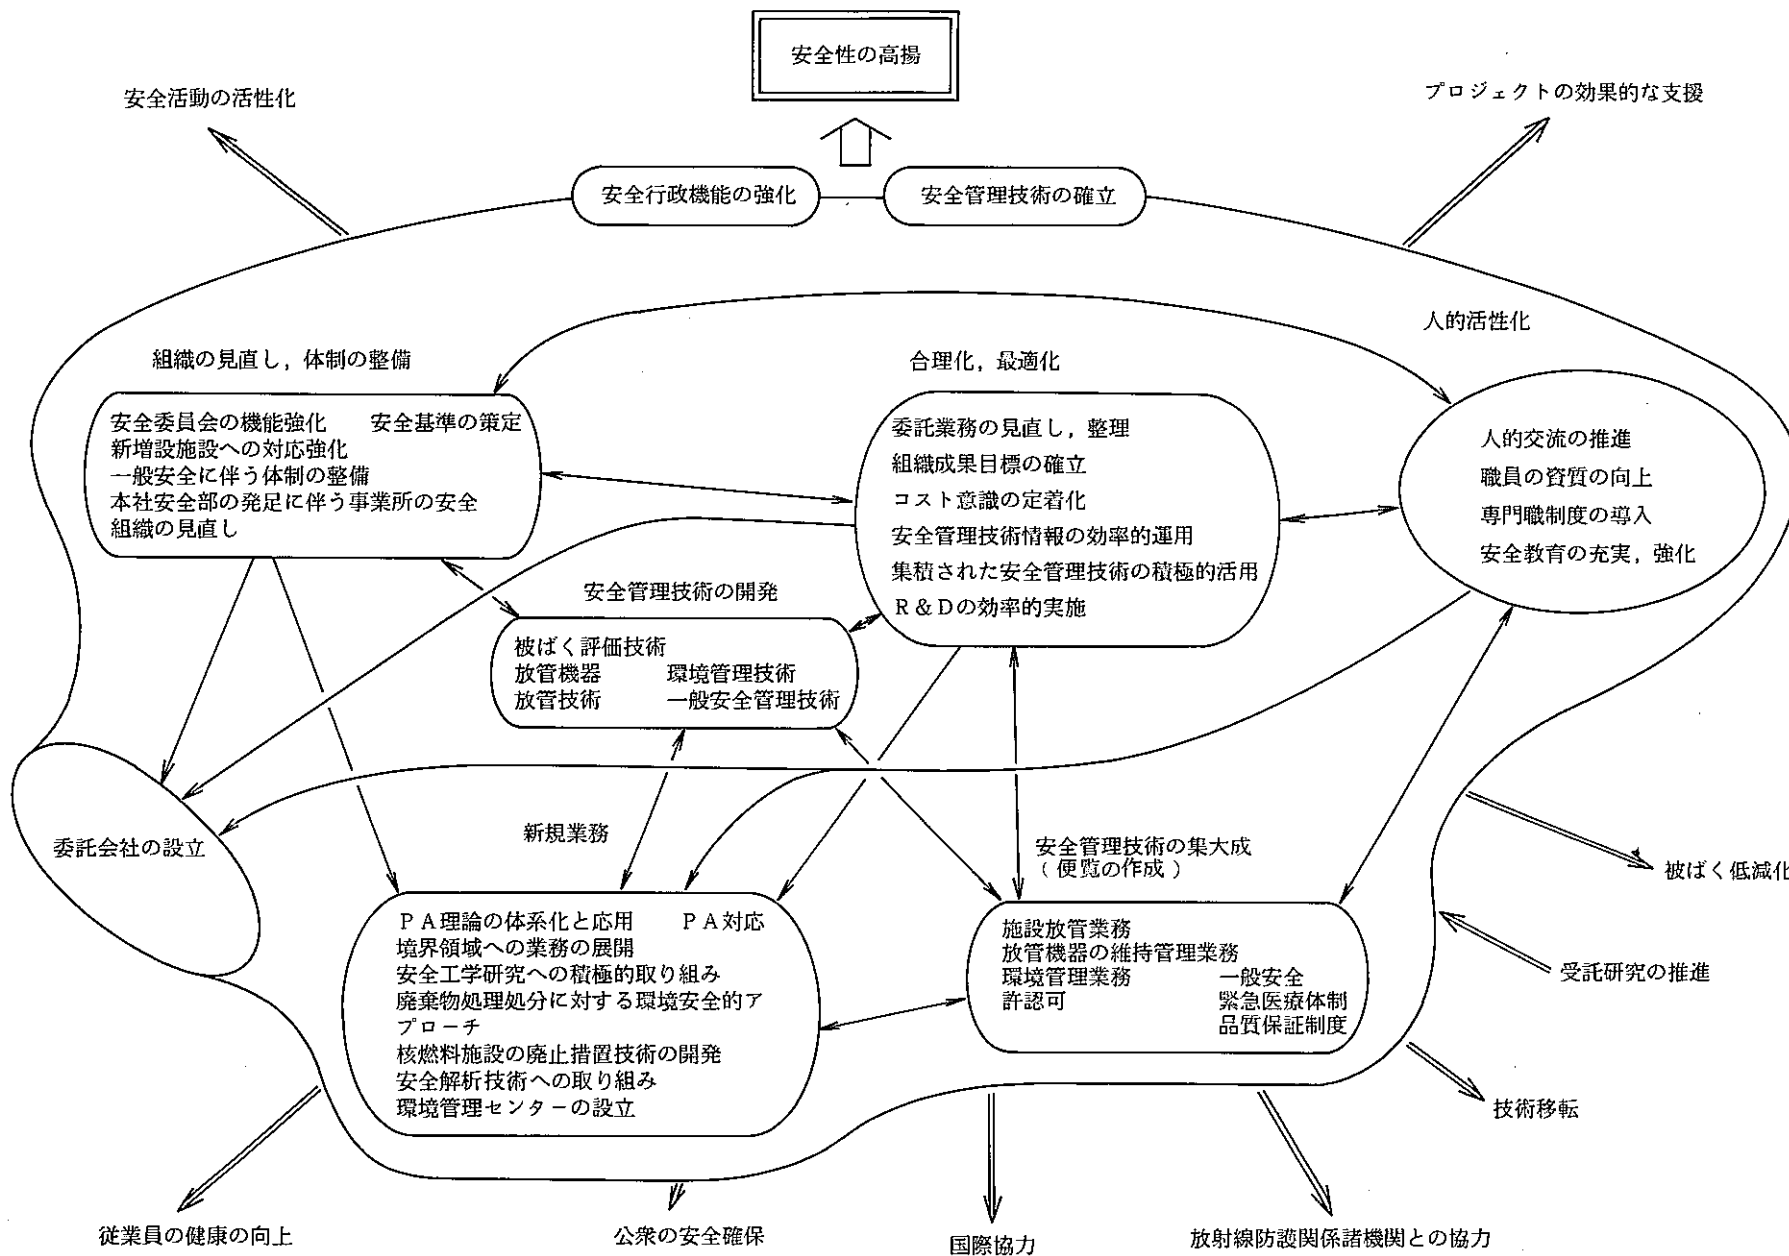 安全性の高揚
安全活動の活性化
プロジェクトの効果的な支援
安全行政機能の強化
安全管理技術の確立
人的活性化
組織の見直し，体制の整備
合理化，最適化
安全委員会の機能強化　安全基準の策定
新増設施設への対応強化
一般安全に伴う体制の整備
本社安全部の発足に伴う事業所の安全
組織の見直し
委託業務の見直し，整理
組織成果目標の確立
コスト意識の定着化
安全管理技術情報の効率的運用
集積された安全管理技術の積極的活用
Ｒ＆Ｄの効率的実施
人的交流の推進
職員の資質の向上
専門職制度の導入
安全教育の充実，強化
安全管理技術の開発
被ばく評価技術
放管機器　環境管理技術
放管技術　一般安全管理技術
委託会社の設立
新規業務
安全管理技術の集大成
（便覧の作成）
ＰＡ理論の体系化と応用　ＰＡ対応
境界領域への業務の展開
安全工学研究への積極的取り組み
廃棄物処理処分に対する環境安全的ア
プローチ
核燃料施設の廃止措置技術の開発
安全解析技術への取り組み
環境管理センターの設立
施設放管業務
放管機器の維持管理業務
環境管理業務　一般安全
許認可　緊急医療体制
品質保証制度
被ばく低減化
受託研究の推進
技術移転
従業員の健康の向上
公衆の安全確保
国際協力
放射線防護関係諸機関との協力